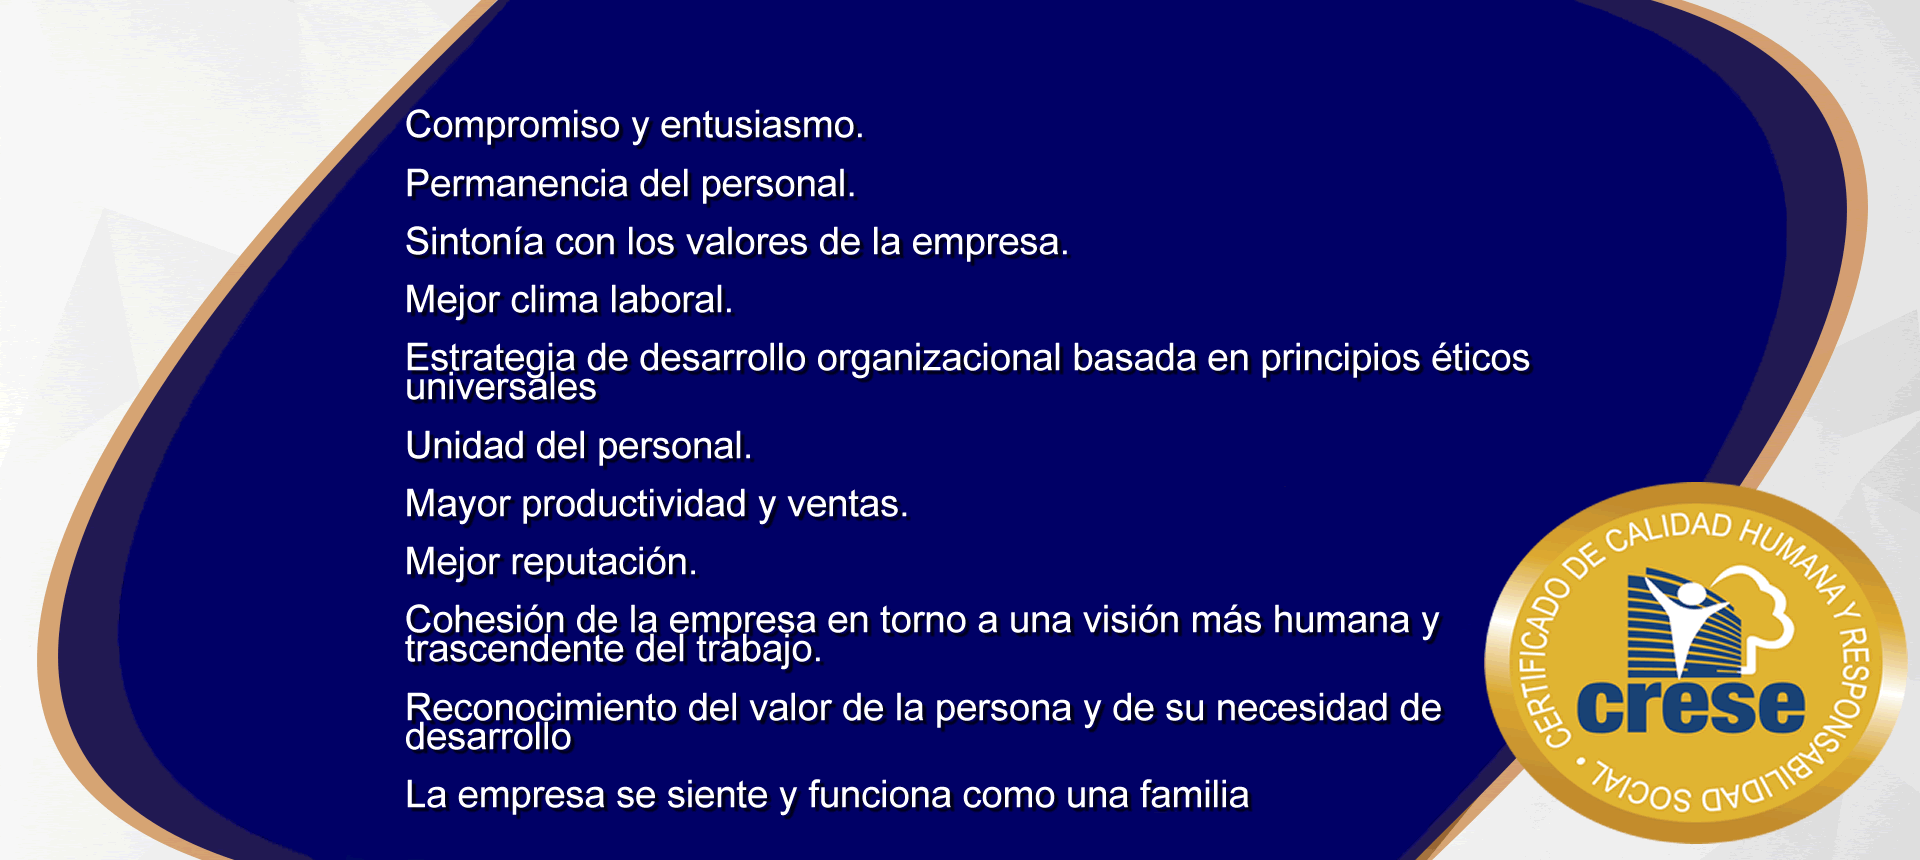 Compromiso y entusiasmo.
Permanencia del personal.
Sintonía con los valores de la empresa.
Mejor clima laboral.
Estrategia de desarrollo organizacional basada en principios éticos
universales
Unidad del personal.
Mayor productividad y ventas.
Mejor reputación.
Cohesión de la empresa en torno a una visión más humana y
trascendente del trabajo.
Reconocimiento del valor de la persona y de su necesidad de
desarrollo
La empresa se siente y funciona como una familia
• CERTIFICADO DE CALIDAD HUMANA Y RESPONSABILIDAD SOCIAL
crese